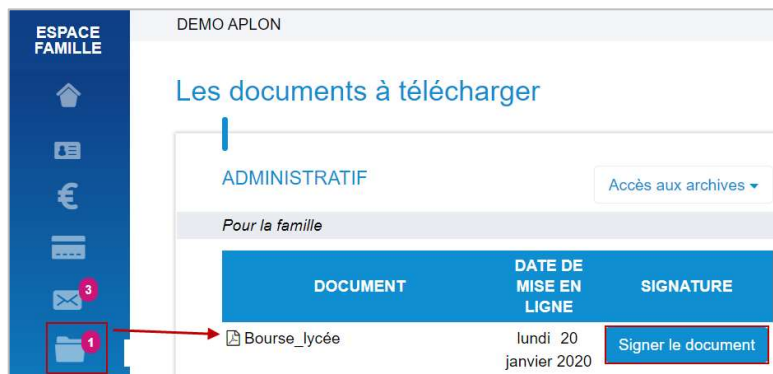 ESPACE
FAMILLE
DEMO APLON
Les documents à télécharger
ADMINISTRATIF
Accès aux archives
Pour la famille
DOCUMENT
DATE DE
MISE EN
LIGNE
SIGNATURE
€
3
1
Bourse_lycée
lundi 20
janvier 2020
Signer le document